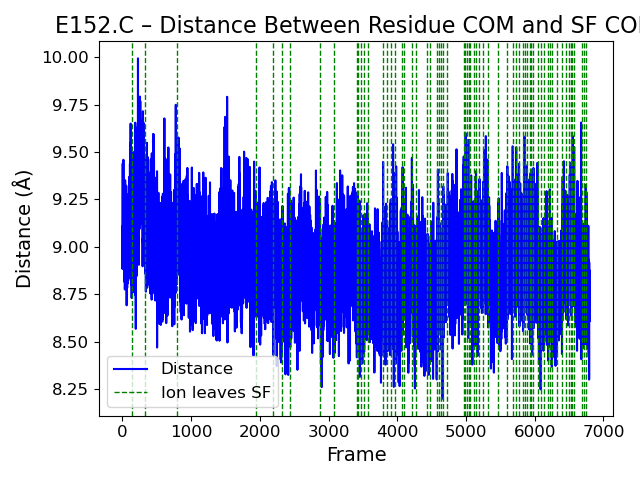 E152.C – Distance Between Residue COM and SF CO
10.00
9.75
9.50
9.25
9.00
8.75
8.50
8.25
Distance (Å)
Distance
Ion leaves SF
0 1000 2000 3000 4000 5000 6000 7000
Frame